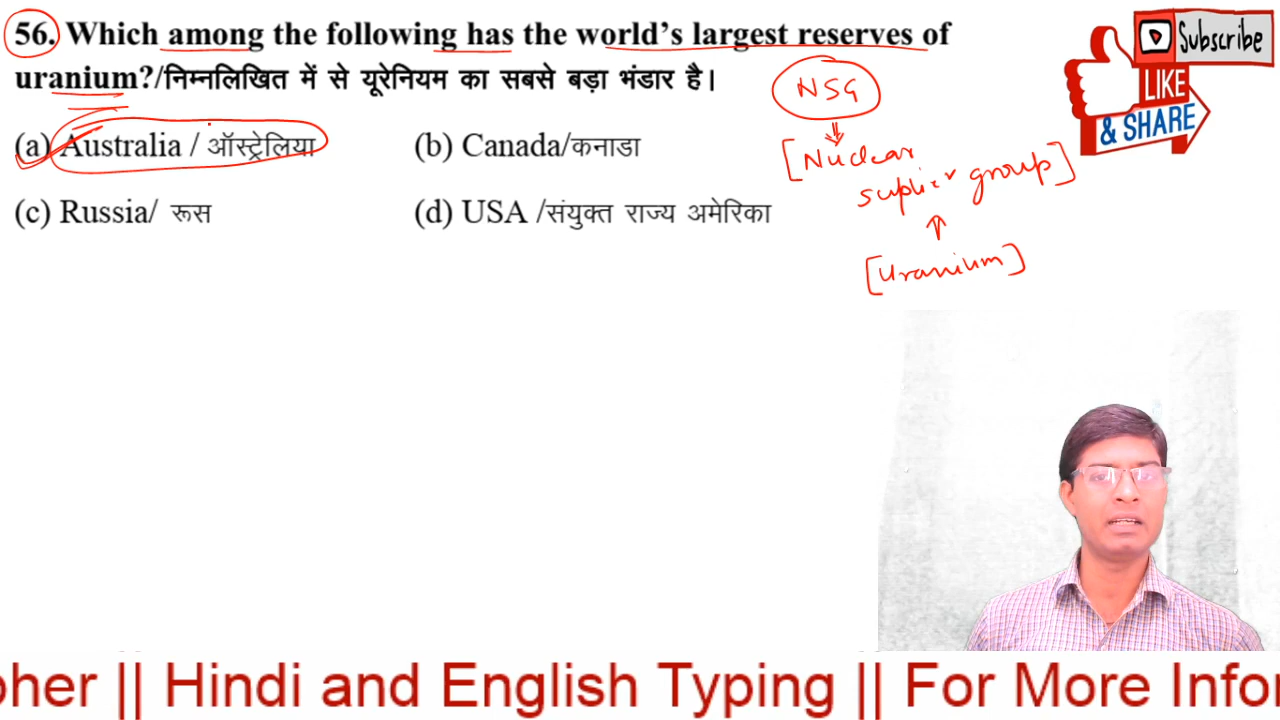 56. Which among the following has the world's largest reserves of
uranium?/निम्नलिखित में से यूरेनियम का सबसे बड़ा भंडार है।
(a) Australia / ऑस्ट्रेलिया
(b) Canada/कनाडा
(c) Russia/ रूस
(d) USA /संयुक्त राज्य अमेरिका
NSG
[Nuclear
suplier group]
[Uranium]
Subscribe
LIKE
& SHARE
pher || Hindi and English Typing || For More Infor